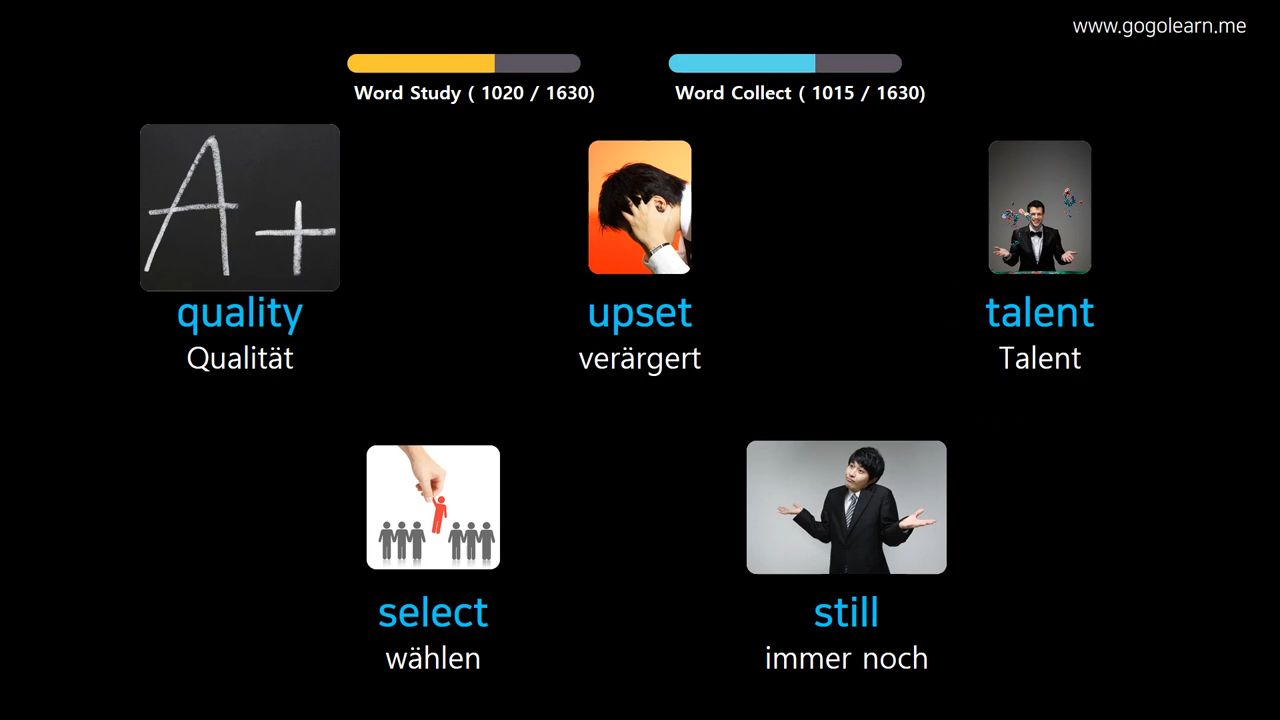 www.gogolearn.me
Word Study ( 1020 / 1630)
Word Collect ( 1015 / 1630)
A+
quality
Qualität
upset
verärgert
talent
Talent
select
wählen
still
immer noch